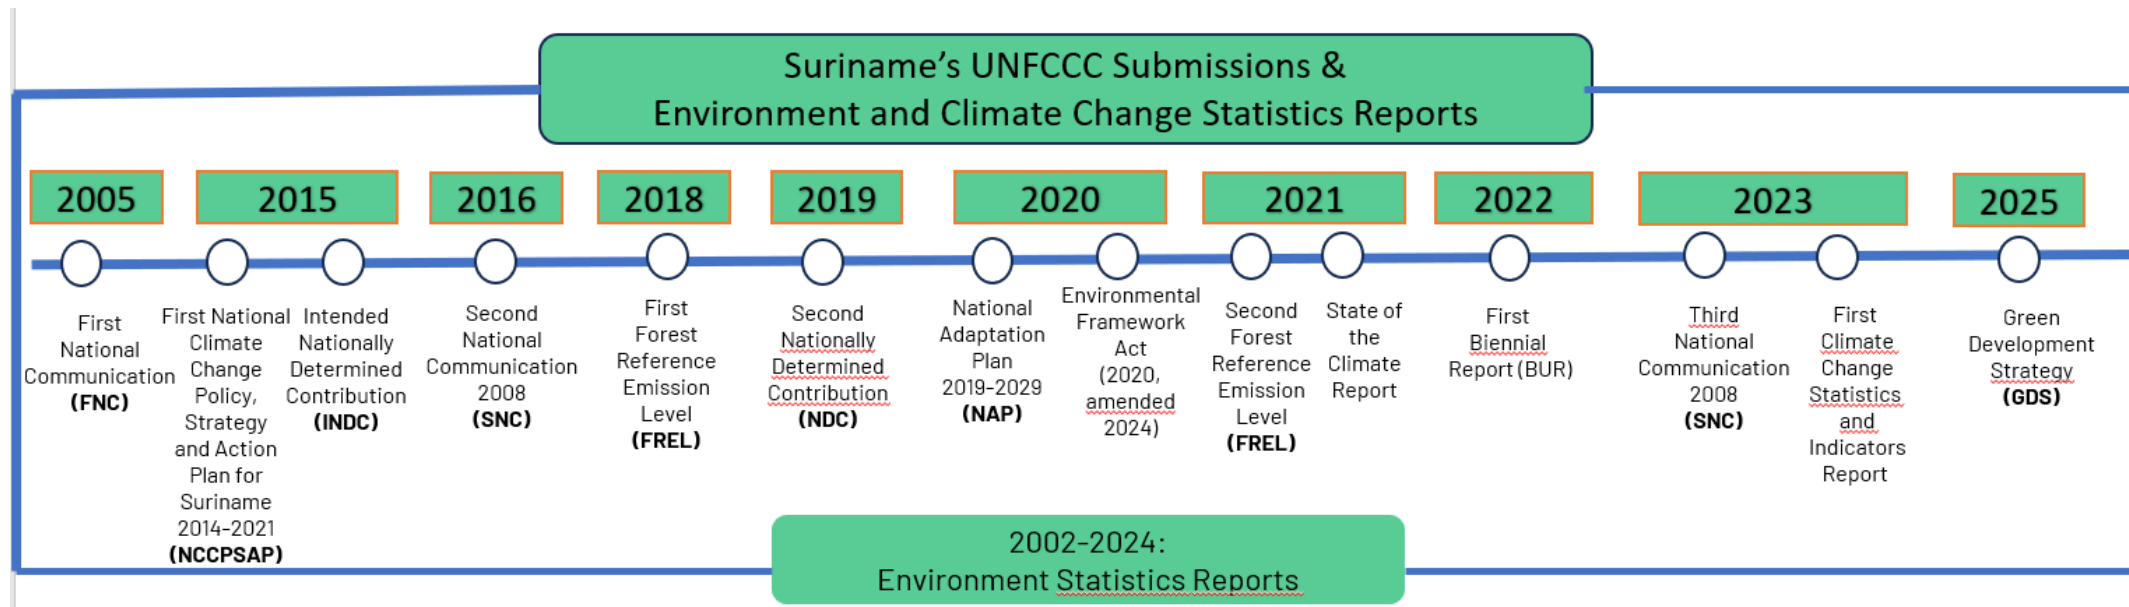 Suriname's UNFCCC Submissions &
Environment and Climate Change Statistics Reports
2005
First
National
Communication
(FNC)
2015
First National
Climate
Change
Policy,
Strategy
and Action
Plan for
Suriname
2014-2021
(NCCPSAP)
Intended
Nationally
Determined
Contribution
(INDC)
2016
Second
National
Communication
2008
(SNC)
2018
First
Forest
Reference
Emission
Level
(FREL)
2019
Second
Nationally
Determined
Contribution
(NDC)
2020
National
Adaptation
Plan
2019-2029
(NAP)
Environmental
Framework
Act
(2020,
amended
2024)
2021
Second
Forest
Reference
Emission
Level
(FREL)
State of
the
Climate
Report
2022
First
Biennial
Report (BUR)
2023
Third
National
Communication
2008
(SNC)
First
Climate
Change
Statistics
and
Indicators
Report
2025
Green
Development
Strategy
(GDS)
2002-2024:
Environment Statistics Reports